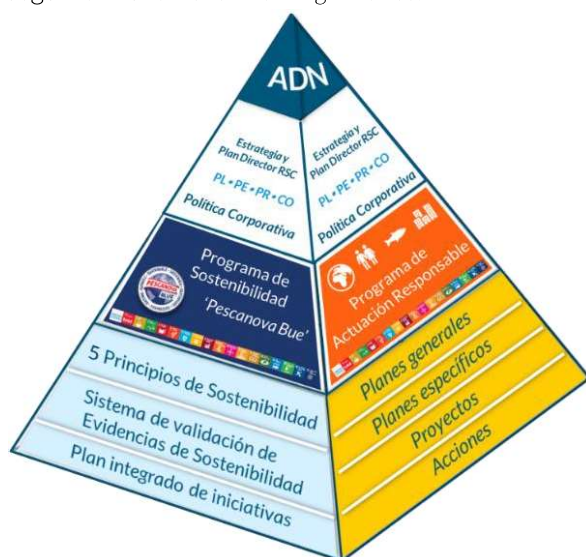 ADN
Estrategia y
Plan Director RSC
PL • PE • PR • CO
Política Corporativa
Estrategia y
Plan Director RSC
PL • PE • PR • CO
Política Corporativa
Programa de
Sostenibilidad
'Pescanova Bue'
PESCANOVA
Programa de
Actuación Responsable
5 Principios de Sostenibilidad
Sistema de validación de
Evidencias de Sostenibilidad
Plan integrado de iniciativas
Planes generales
Planes específicos
Proyectos
Acciones